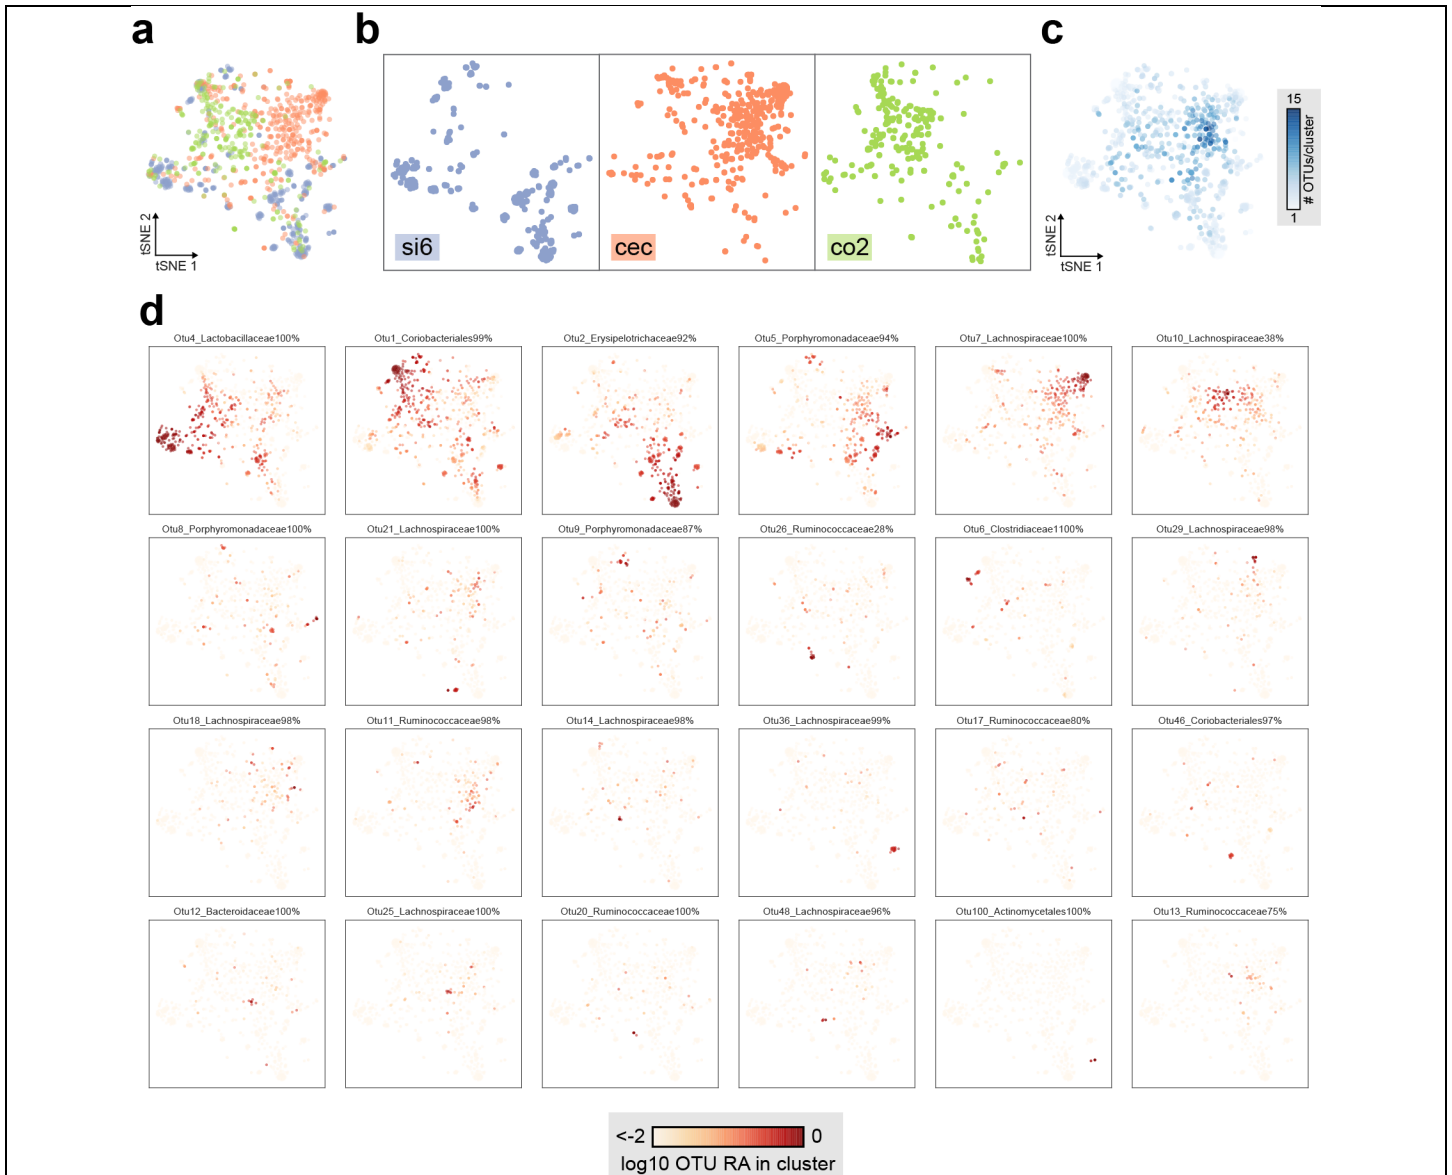 a
b
c
tSNE 2
tSNE 1
si6
cec
co2
tSNE 2
tSNE 1
15
1
# OTUs/cluster
d
Otu4_Lactobacillaceae100%
Otu1_Coriobacteriales99%
Otu2_Erysipelotrichaceae92%
Otu5_Porphyromonadaceae94%
Otu7_Lachnospiraceae100%
Otu10_Lachnospiraceae38%
Otu8_Porphyromonadaceae100%
Otu21_Lachnospiraceae100%
Otu9_Porphyromonadaceae87%
Otu26_Ruminococcaceae28%
Otu6_Clostridiaceae1100%
Otu29_Lachnospiraceae98%
Otu18_Lachnospiraceae98%
Otu11_Ruminococcaceae98%
Otu14_Lachnospiraceae98%
Otu36_Lachnospiraceae99%
Otu17_Ruminococcaceae80%
Otu46_Coriobacteriales97%
Otu12_Bacteroidaceae100%
Otu25_Lachnospiraceae100%
Otu20_Ruminococcaceae100%
Otu48_Lachnospiraceae96%
Otu100_Actinomycetales100%
Otu13_Ruminococcaceae75%
<-2
0
log10 OTU RA in cluster